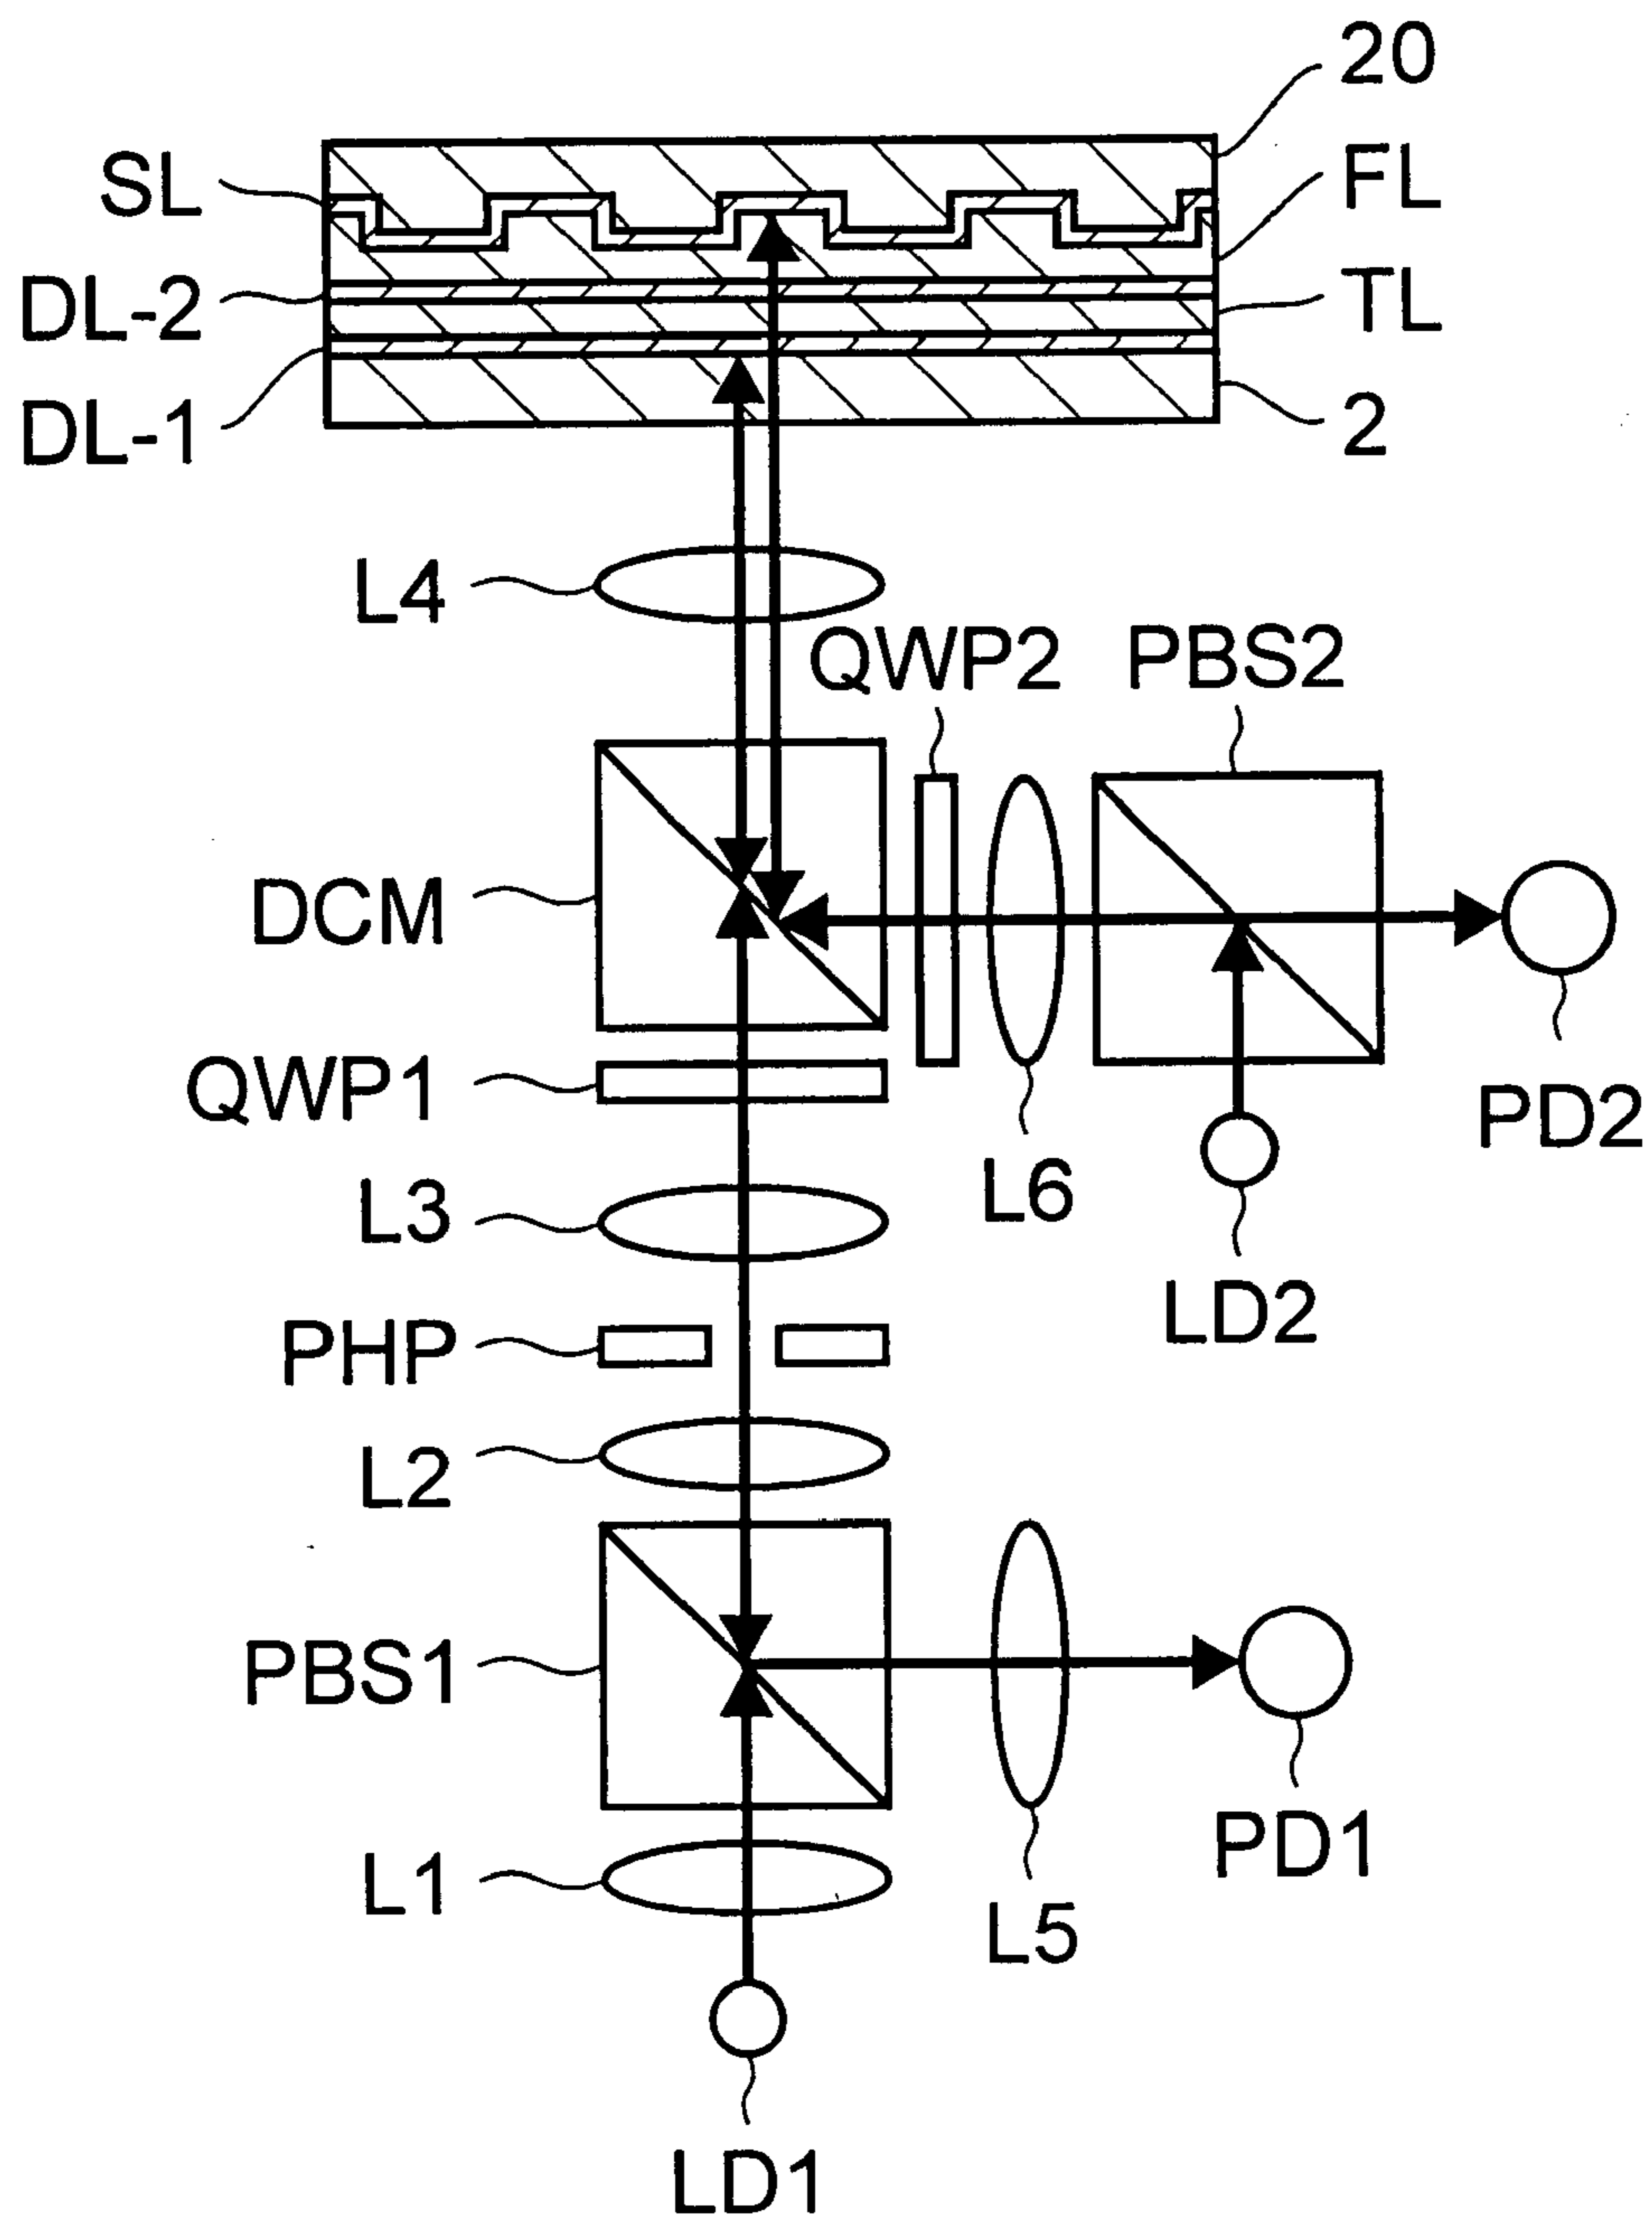 20
SL
FL
DL-2
TL
DL-1
2
L4
QWP2
PBS2
DCM
QWP1
PD2
L6
L3
LD2
PHP
L2
PBS1
PD1
L1
L5
LD1